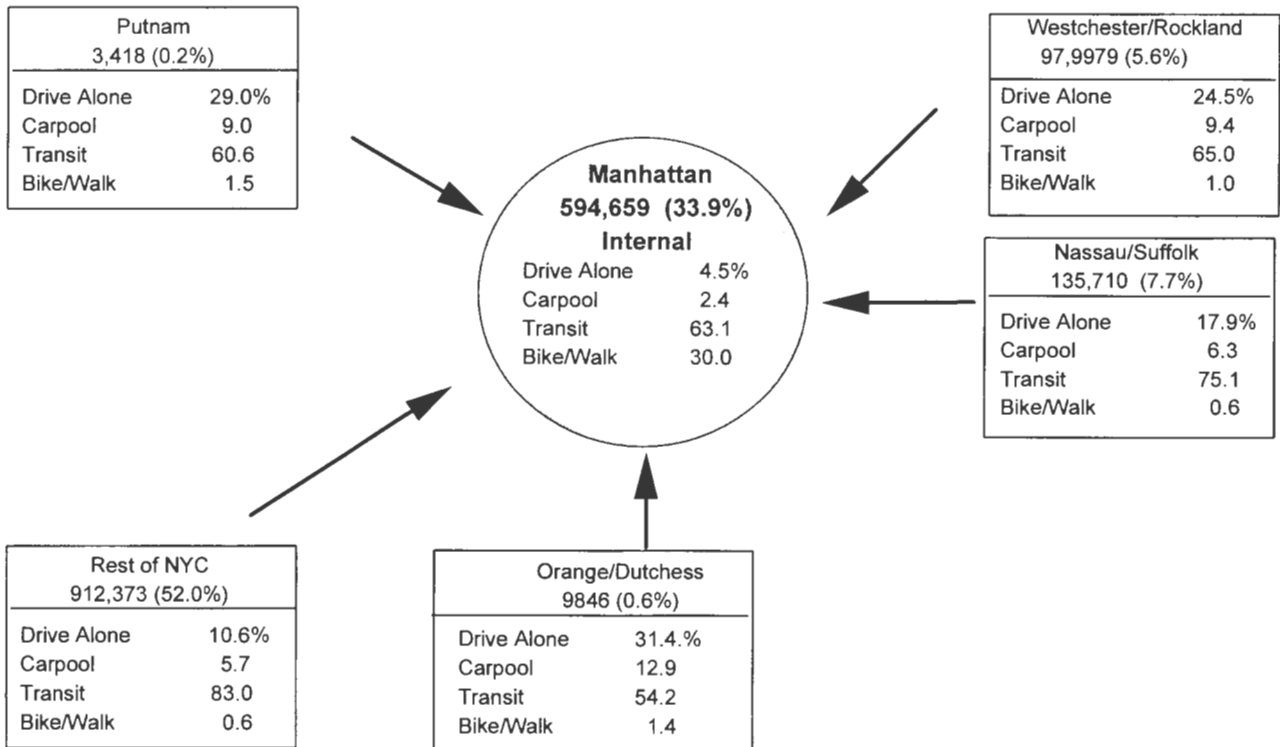 Putnam
3,418 (0.2%)
Drive Alone 29.0%
Carpool 9.0
Transit 60.6
Bike/Walk 1.5
Westchester/Rockland
97,9979 (5.6%)
Drive Alone 24.5%
Carpool 9.4
Transit 65.0
Bike/Walk 1.0
Manhattan
594,659 (33.9%)
Internal
Drive Alone 4.5%
Carpool 2.4
Transit 63.1
Bike/Walk 30.0
Nassau/Suffolk
135,710 (7.7%)
Drive Alone 17.9%
Carpool 6.3
Transit 75.1
Bike/Walk 0.6
Rest of NYC
912,373 (52.0%)
Drive Alone 10.6%
Carpool 5.7
Transit 83.0
Bike/Walk 0.6
Orange/Dutchess
9846 (0.6%)
Drive Alone 31.4.%
Carpool 12.9
Transit 54.2
Bike/Walk 1.4